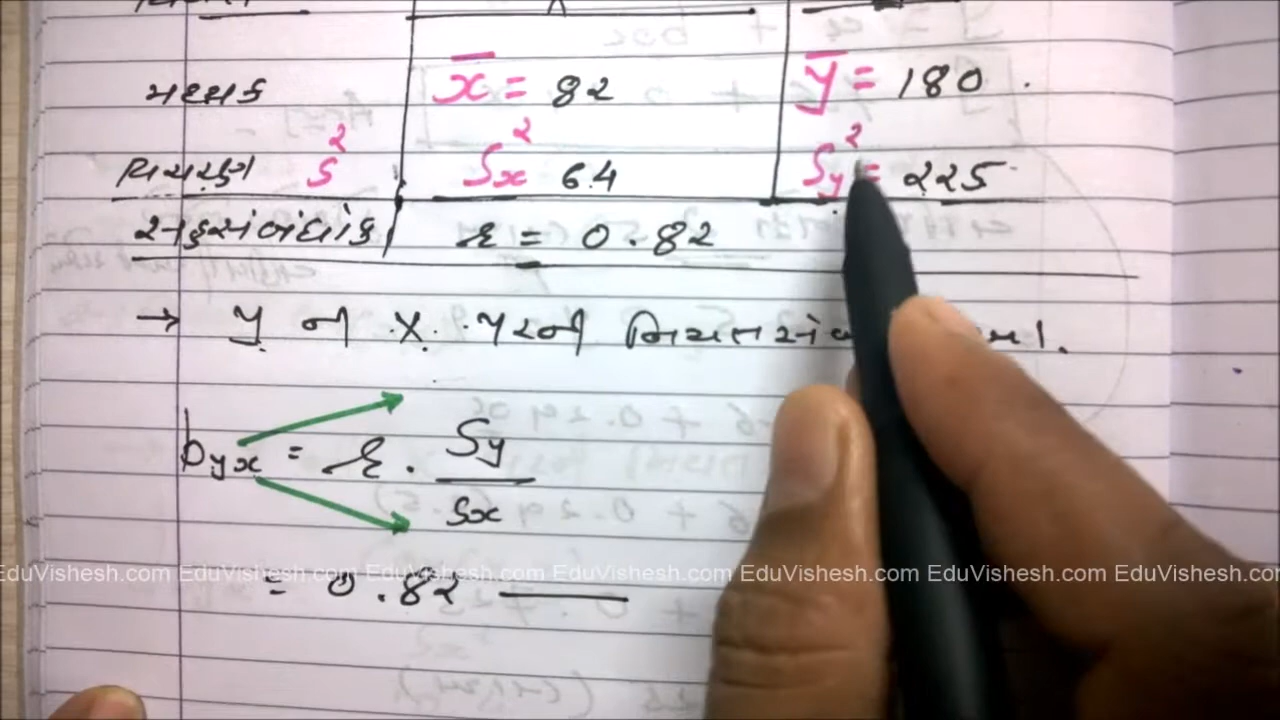 મધ્યક x̄ = 82 ȳ = 180
વિચરણ s² Sx² 64 Sy² = 225
સહસંબંધાંક r = 0.82
→ Y ની X પરની નિયતસં
byx = r . Sy
Sx
= 0.82
EduVishesh.com EduVishesh.com EduVishesh.com EduVishesh.com EduVishesh.com EduVishesh.com EduVishesh.com